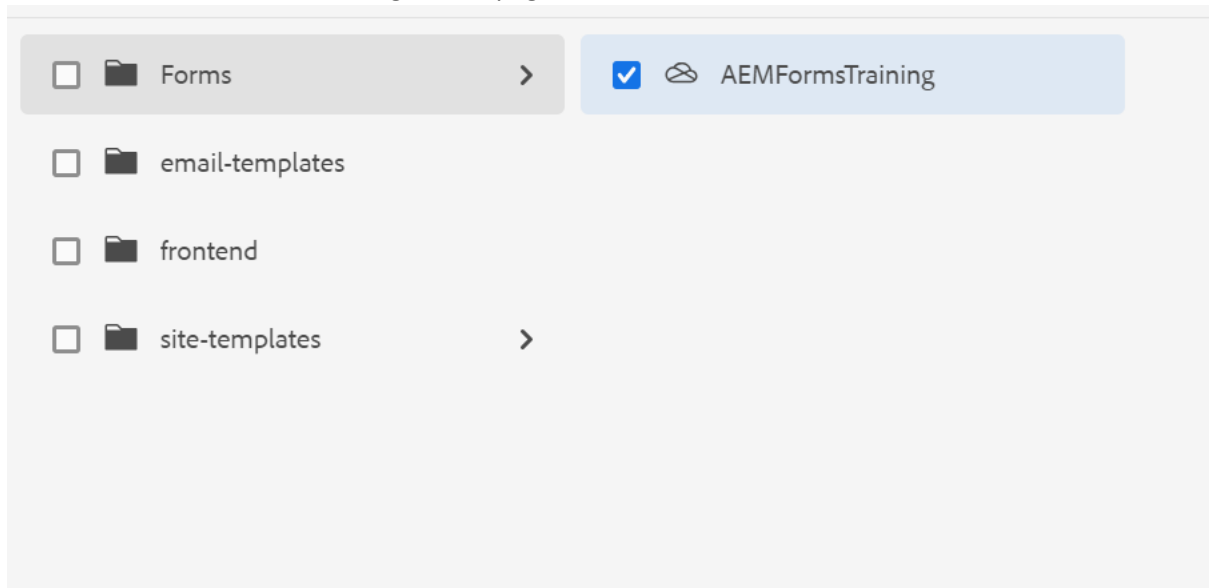 Forms
AEMFormsTraining
email-templates
frontend
site-templates